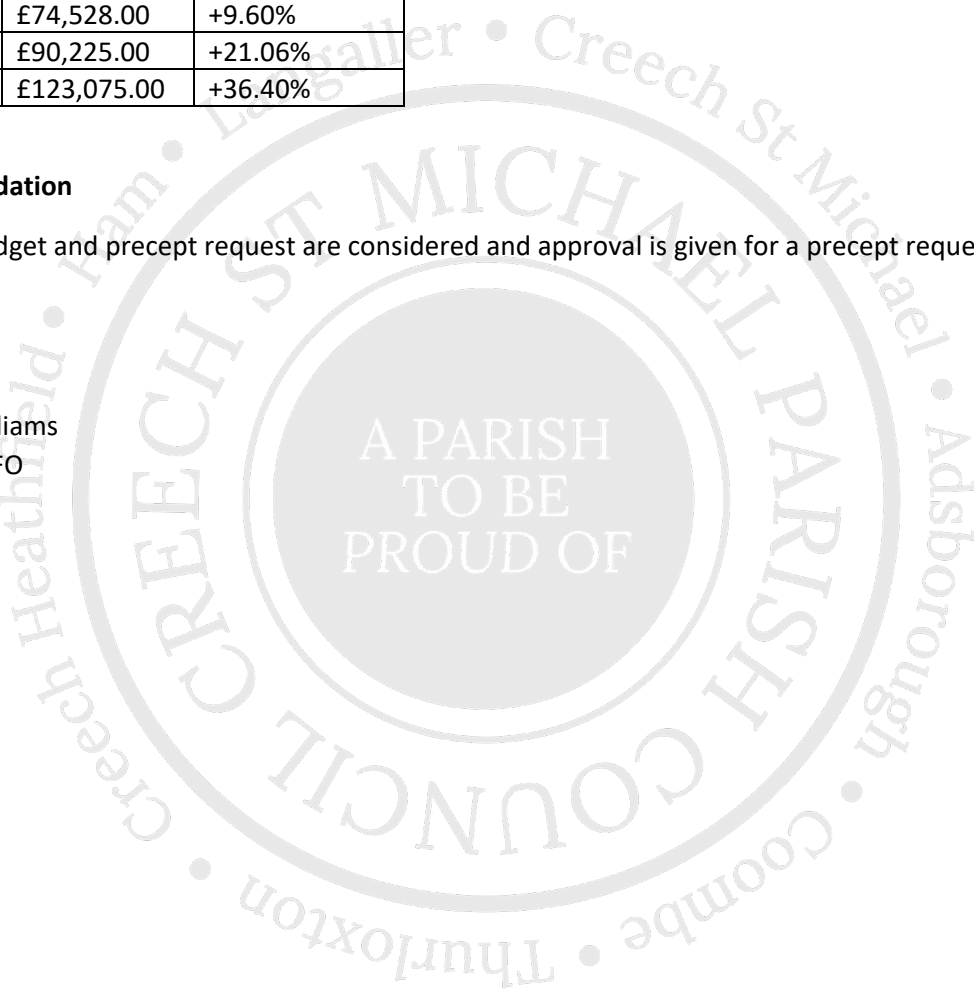 £74,528.00 +9.60%
£90,225.00 +21.06%
£123,075.00 +36.40%
dation
dget and precept request are considered and approval is given for a precept reque
liams
FO
CREECH ST MICHAEL PARISH COUNCIL
A PARISH
TO BE
PROUD OF
Creech St Michael • Adsborough • Coombe • Thurloxton • Creech Heathfield • Ham • Langaller •